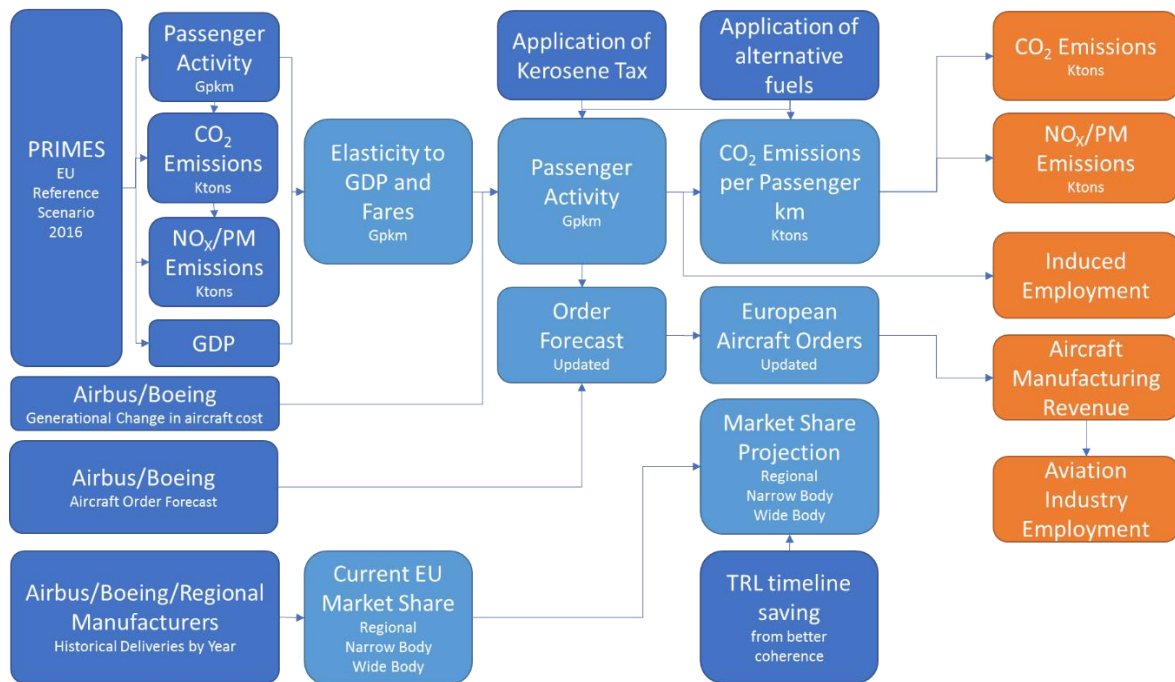 PRIMES
EU
Reference
Scenario
2016
Passenger
Activity
Gpkm
CO₂
Emissions
Ktons
NOₓ/PM
Emissions
Ktons
GDP
Airbus/Boeing
Generational Change in aircraft cost
Airbus/Boeing
Aircraft Order Forecast
Airbus/Boeing/Regional
Manufacturers
Historical Deliveries by Year
Elasticity to
GDP and
Fares
Gpkm
Current EU
Market Share
Regional
Narrow Body
Wide Body
Application of
Kerosene Tax
Passenger
Activity
Gpkm
Order
Forecast
Updated
Application of
alternative
fuels
CO₂ Emissions
per Passenger
km
Ktons
European
Aircraft Orders
Updated
Market Share
Projection
Regional
Narrow Body
Wide Body
TRL timeline
saving
from better
coherence
CO₂ Emissions
Ktons
NOₓ/PM
Emissions
Ktons
Induced
Employment
Aircraft
Manufacturing
Revenue
Aviation
Industry
Employment